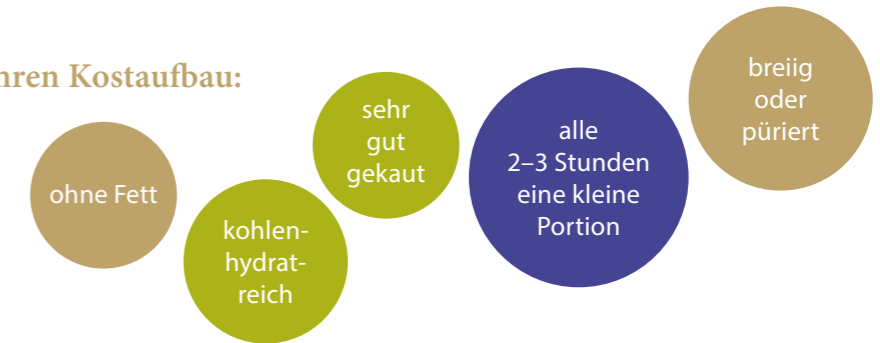 hren Kostaufbau:
ohne Fett
kohlen-
hydrat-
reich
sehr
gut
gekaut
alle
2–3 Stunden
eine kleine
Portion
breiig
oder
püriert